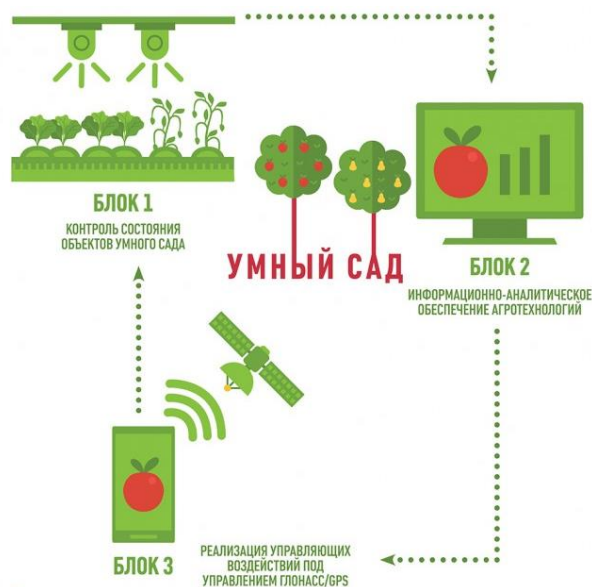 БЛОК 1
КОНТРОЛЬ СОСТОЯНИЯ
ОБЪЕКТОВ УМНОГО САДА
УМНЫЙ САД
БЛОК 2
ИНФОРМАЦИОННО-АНАЛИТИЧЕСКОЕ
ОБЕСПЕЧЕНИЕ АГРОТЕХНОЛОГИЙ
БЛОК 3
РЕАЛИЗАЦИЯ УПРАВЛЯЮЩИХ
ВОЗДЕЙСТВИЙ ПОД
УПРАВЛЕНИЕМ ГЛОНАСС/GPS